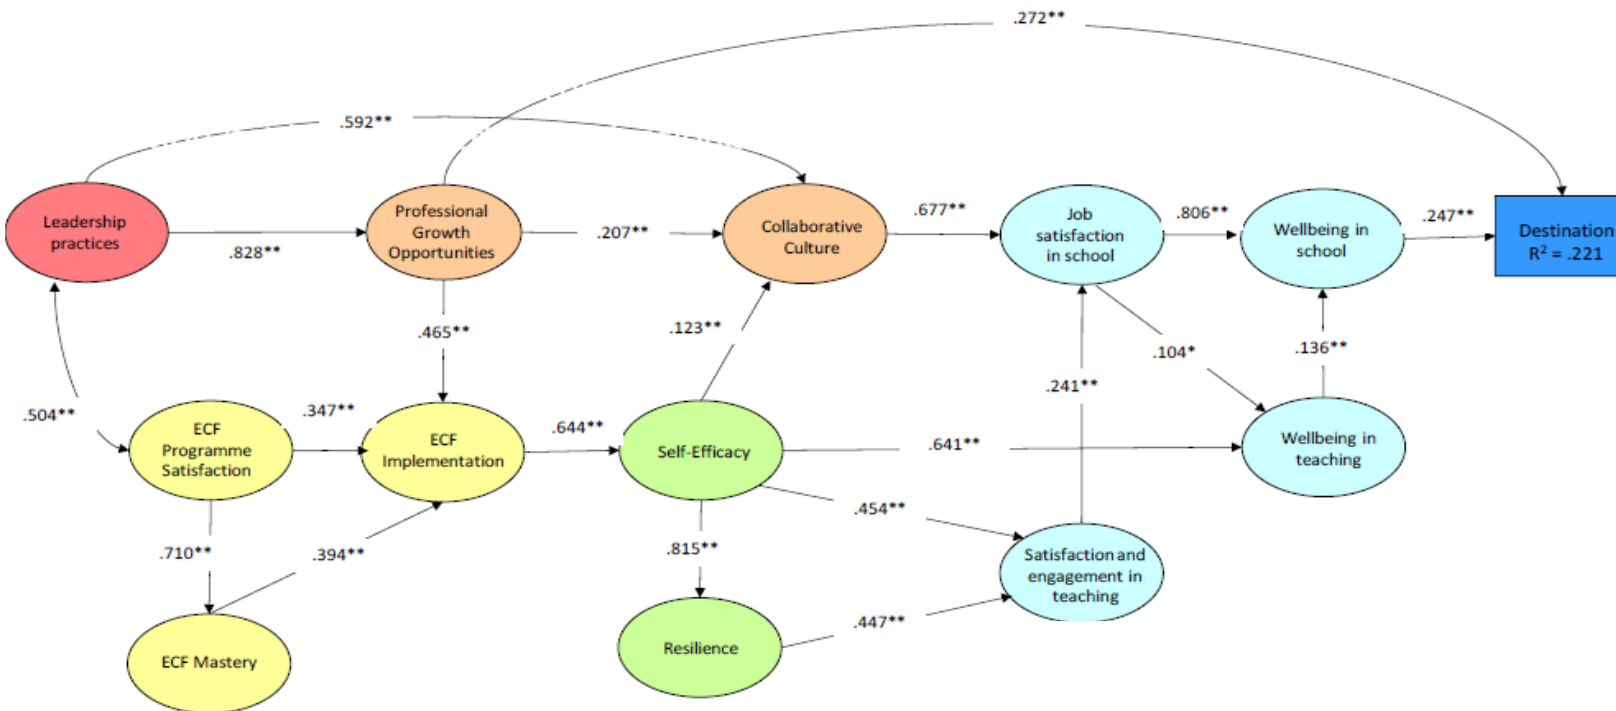 .272**
.592**
Leadership
practices
.828**
Professional
Growth
Opportunities
.207**
Collaborative
Culture
.677**
Job
satisfaction
in school
.806**
Wellbeing in
school
.247**
Destination
R² = .221
.465**
.123**
.104*
.136**
.504**
.241**
ECF
Programme
Satisfaction
.347**
ECF
Implementation
.644**
Self-Efficacy
.641**
Wellbeing in
teaching
.454**
.710**
.394**
.815**
Satisfaction and
engagement in
teaching
.447**
ECF Mastery
Resilience